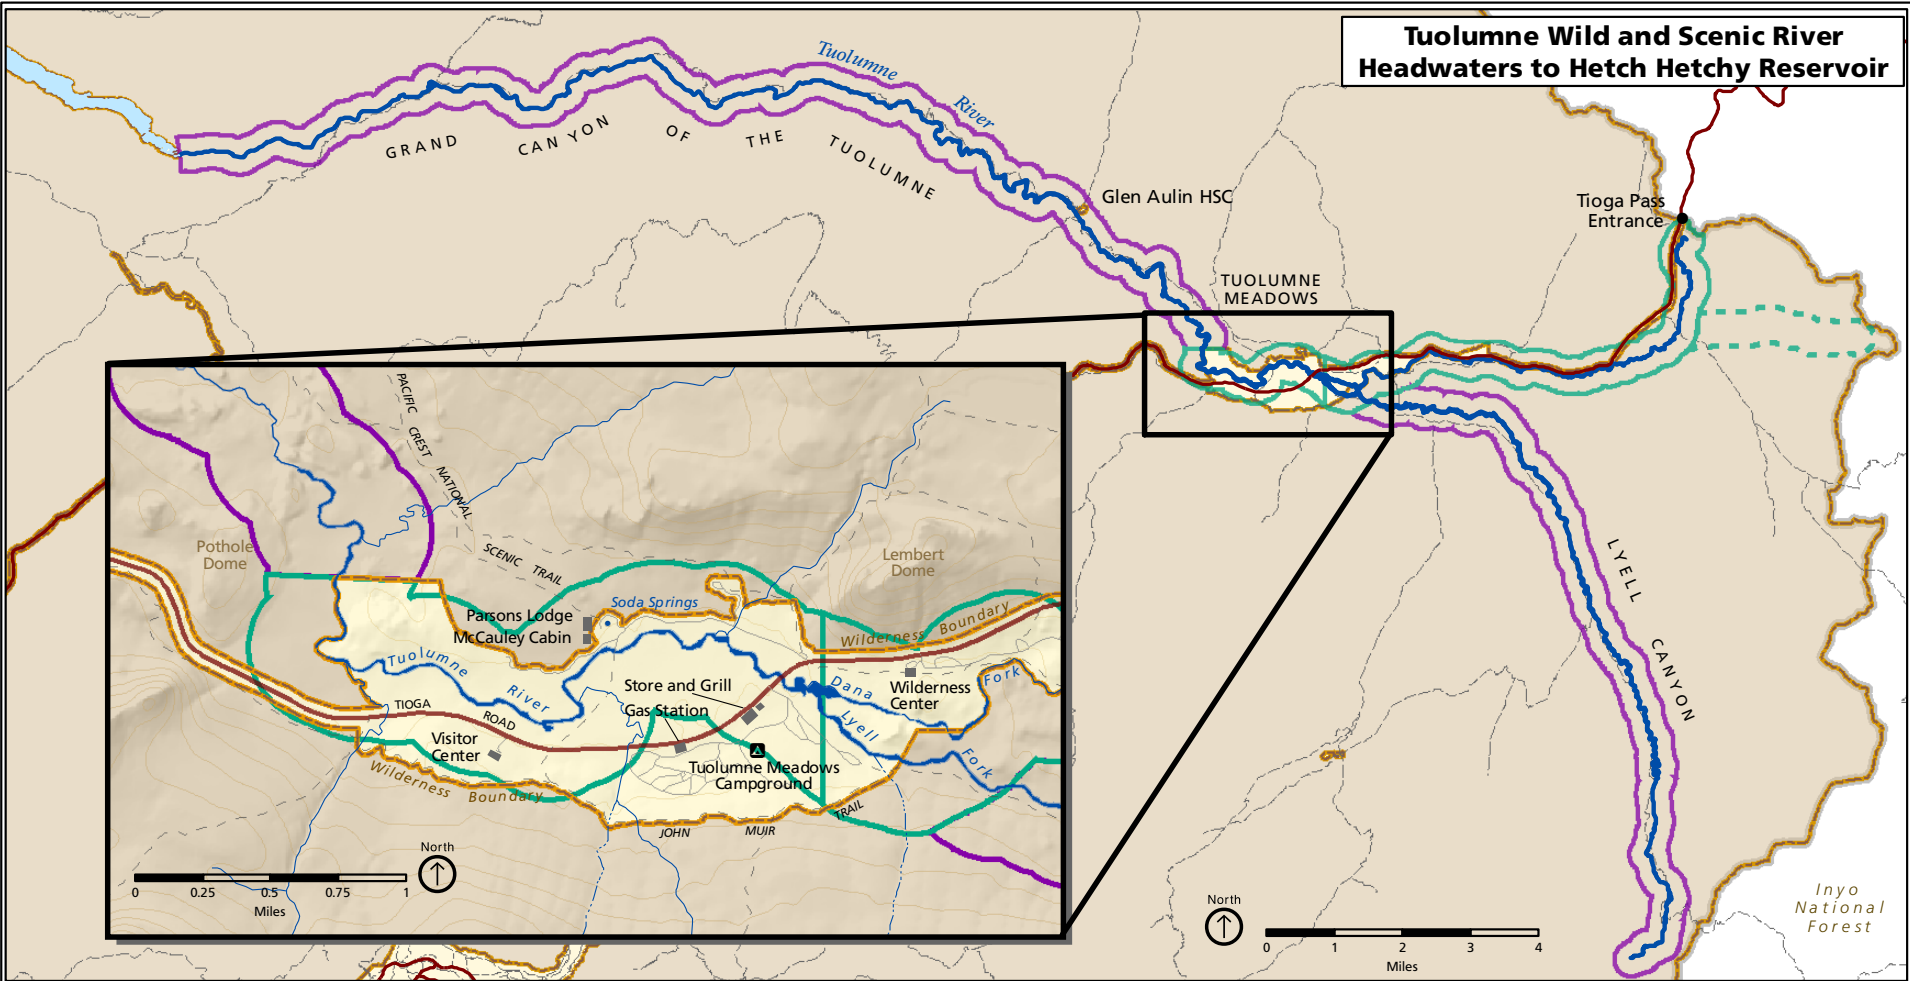 Tuolumne Wild and Scenic River
Headwaters to Hetch Hetchy Reservoir
Tuolumne
River
GRAND CANYON OF THE TUOLUMNE
Glen Aulin HSC
Tioga Pass
Entrance
TUOLUMNE
MEADOWS
PACIFIC CREST NATIONAL
SCENIC TRAIL
Pothole
Dome
Lembert
Dome
Parsons Lodge
McCauley Cabin
Soda Springs
Wilderness Boundary
Tuolumne
River
Store and Grill
Gas Station
Dana
Fork
Wilderness
Center
Lyell
Fork
TIOGA
ROAD
Visitor
Center
Tuolumne Meadows
Campground
Wilderness Boundary
JOHN MUIR TRAIL
North
0 0.25 0.5 0.75 1
Miles
LYELL CANYON
Inyo
National
Forest
North
0 1 2 3 4
Miles